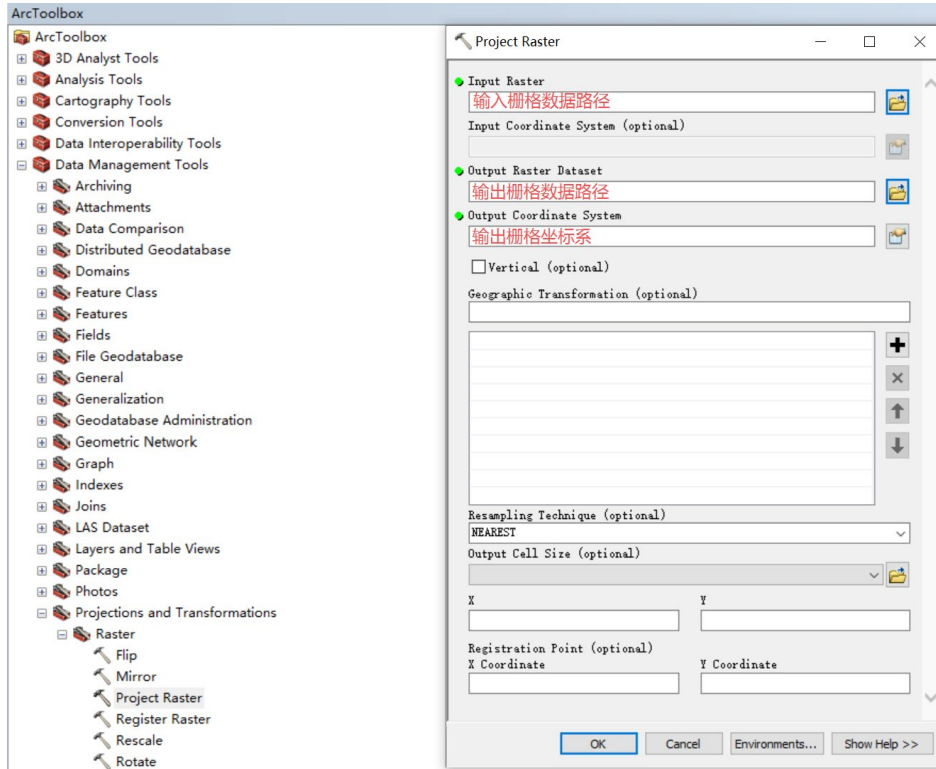 ArcToolbox
ArcToolbox
3D Analyst Tools
Analysis Tools
Cartography Tools
Conversion Tools
Data Interoperability Tools
Data Management Tools
Archiving
Attachments
Data Comparison
Distributed Geodatabase
Domains
Feature Class
Features
Fields
File Geodatabase
General
Generalization
Geodatabase Administration
Geometric Network
Graph
Indexes
Joins
LAS Dataset
Layers and Table Views
Package
Photos
Projections and Transformations
Raster
Flip
Mirror
Project Raster
Register Raster
Rescale
Rotate
Project Raster
Input Raster
输入栅格数据路径
Input Coordinate System (optional)
Output Raster Dataset
输出栅格数据路径
Output Coordinate System
输出栅格坐标系
Vertical (optional)
Geographic Transformation (optional)
Resampling Technique (optional)
NEAREST
Output Cell Size (optional)
X Y
Registration Point (optional)
X Coordinate Y Coordinate
OK Cancel Environments... Show Help >>